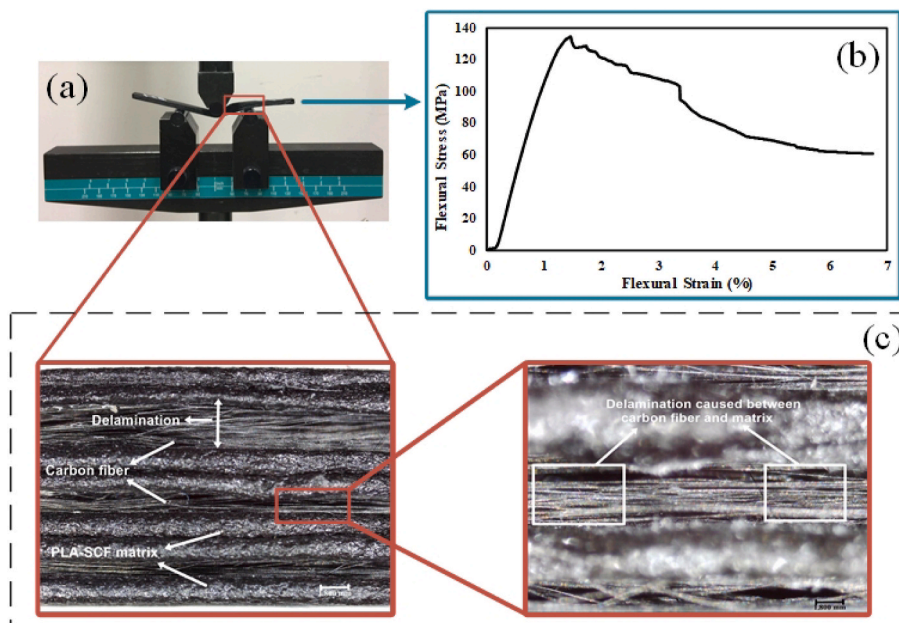 (a)
(b)
Flexural Stress (MPa)
140
120
100
80
60
40
20
0
0 1 2 3 4 5 6 7
Flexural Strain (%)
(c)
Delamination
Carbon fiber
PLA-SCF matrix
Delamination caused between
carbon fiber and matrix